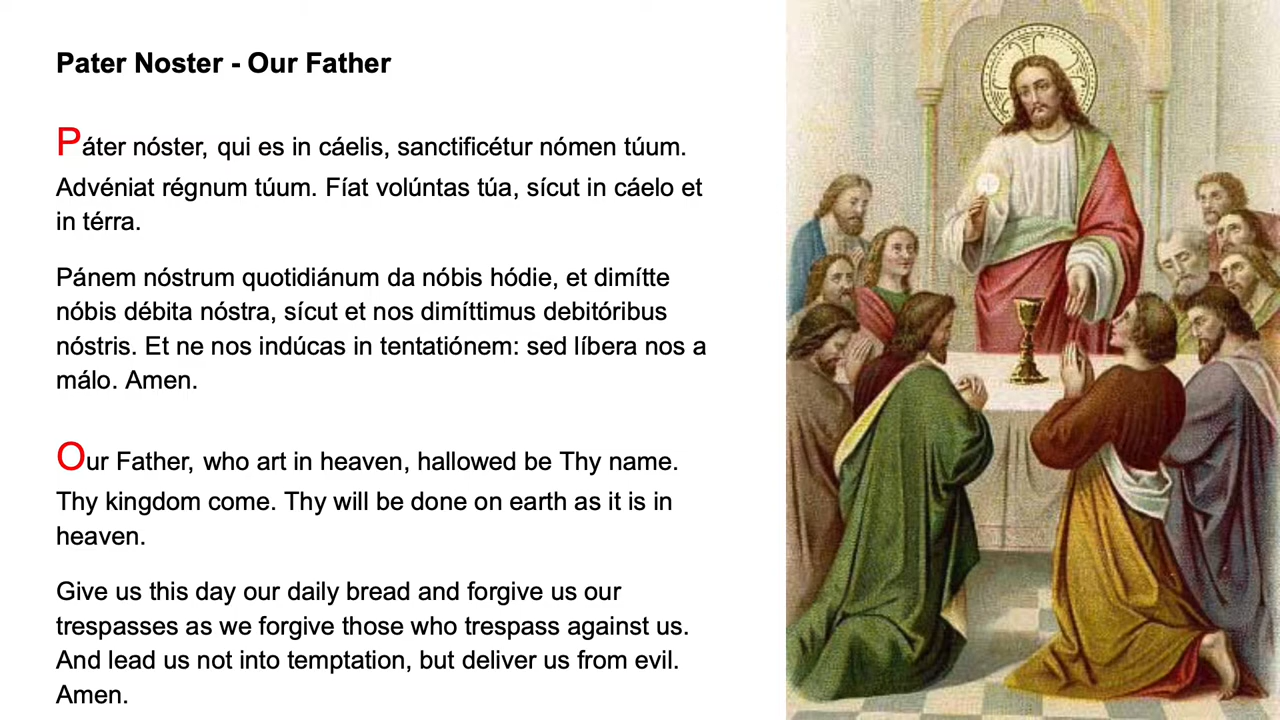 Pater Noster - Our Father
Páter nóster, qui es in cáelis, sanctificétur nómen túum.
Advéniat régnum túum. Fíat volúntas túa, sícut in cáelo et
in térra.
Pánem nóstrum quotidiánum da nóbis hódie, et dimítte
nóbis débita nóstra, sícut et nos dimíttimus debitóribus
nóstris. Et ne nos indúcas in tentatiónem: sed líbera nos a
málo. Amen.
Our Father, who art in heaven, hallowed be Thy name.
Thy kingdom come. Thy will be done on earth as it is in
heaven.
Give us this day our daily bread and forgive us our
trespasses as we forgive those who trespass against us.
And lead us not into temptation, but deliver us from evil.
Amen.